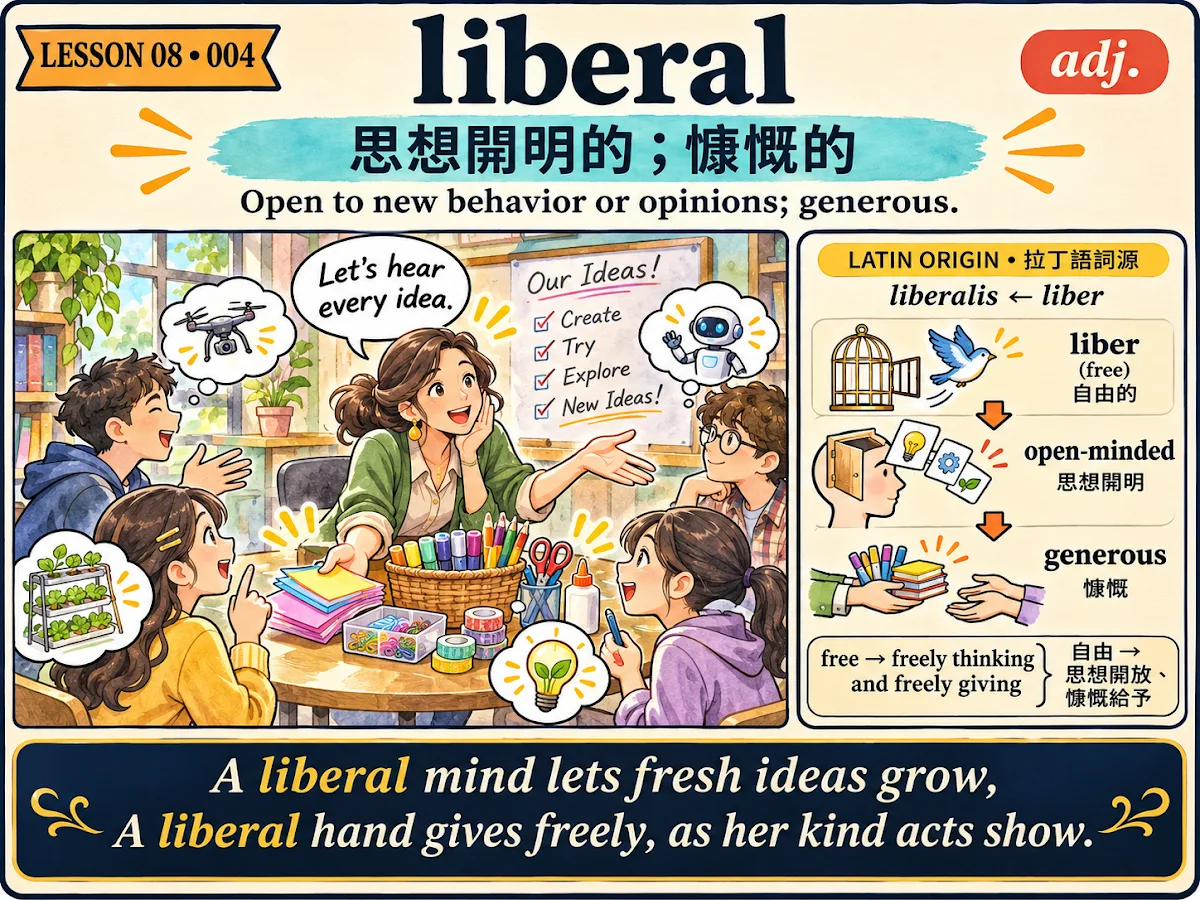 LESSON 08 • 004
liberal
adj.
思想開明的；慷慨的
Open to new behavior or opinions; generous.
Let's hear
every idea.
Our Ideas!
Create
Try
Explore
New Ideas!
LATIN ORIGIN • 拉丁語詞源
liberalis ← liber
liber
(free)
自由的
open-minded
思想開明
generous
慷慨
free → freely thinking
and freely giving
自由 →
思想開放、
慷慨給予
A liberal mind lets fresh ideas grow,
A liberal hand gives freely, as her kind acts show.